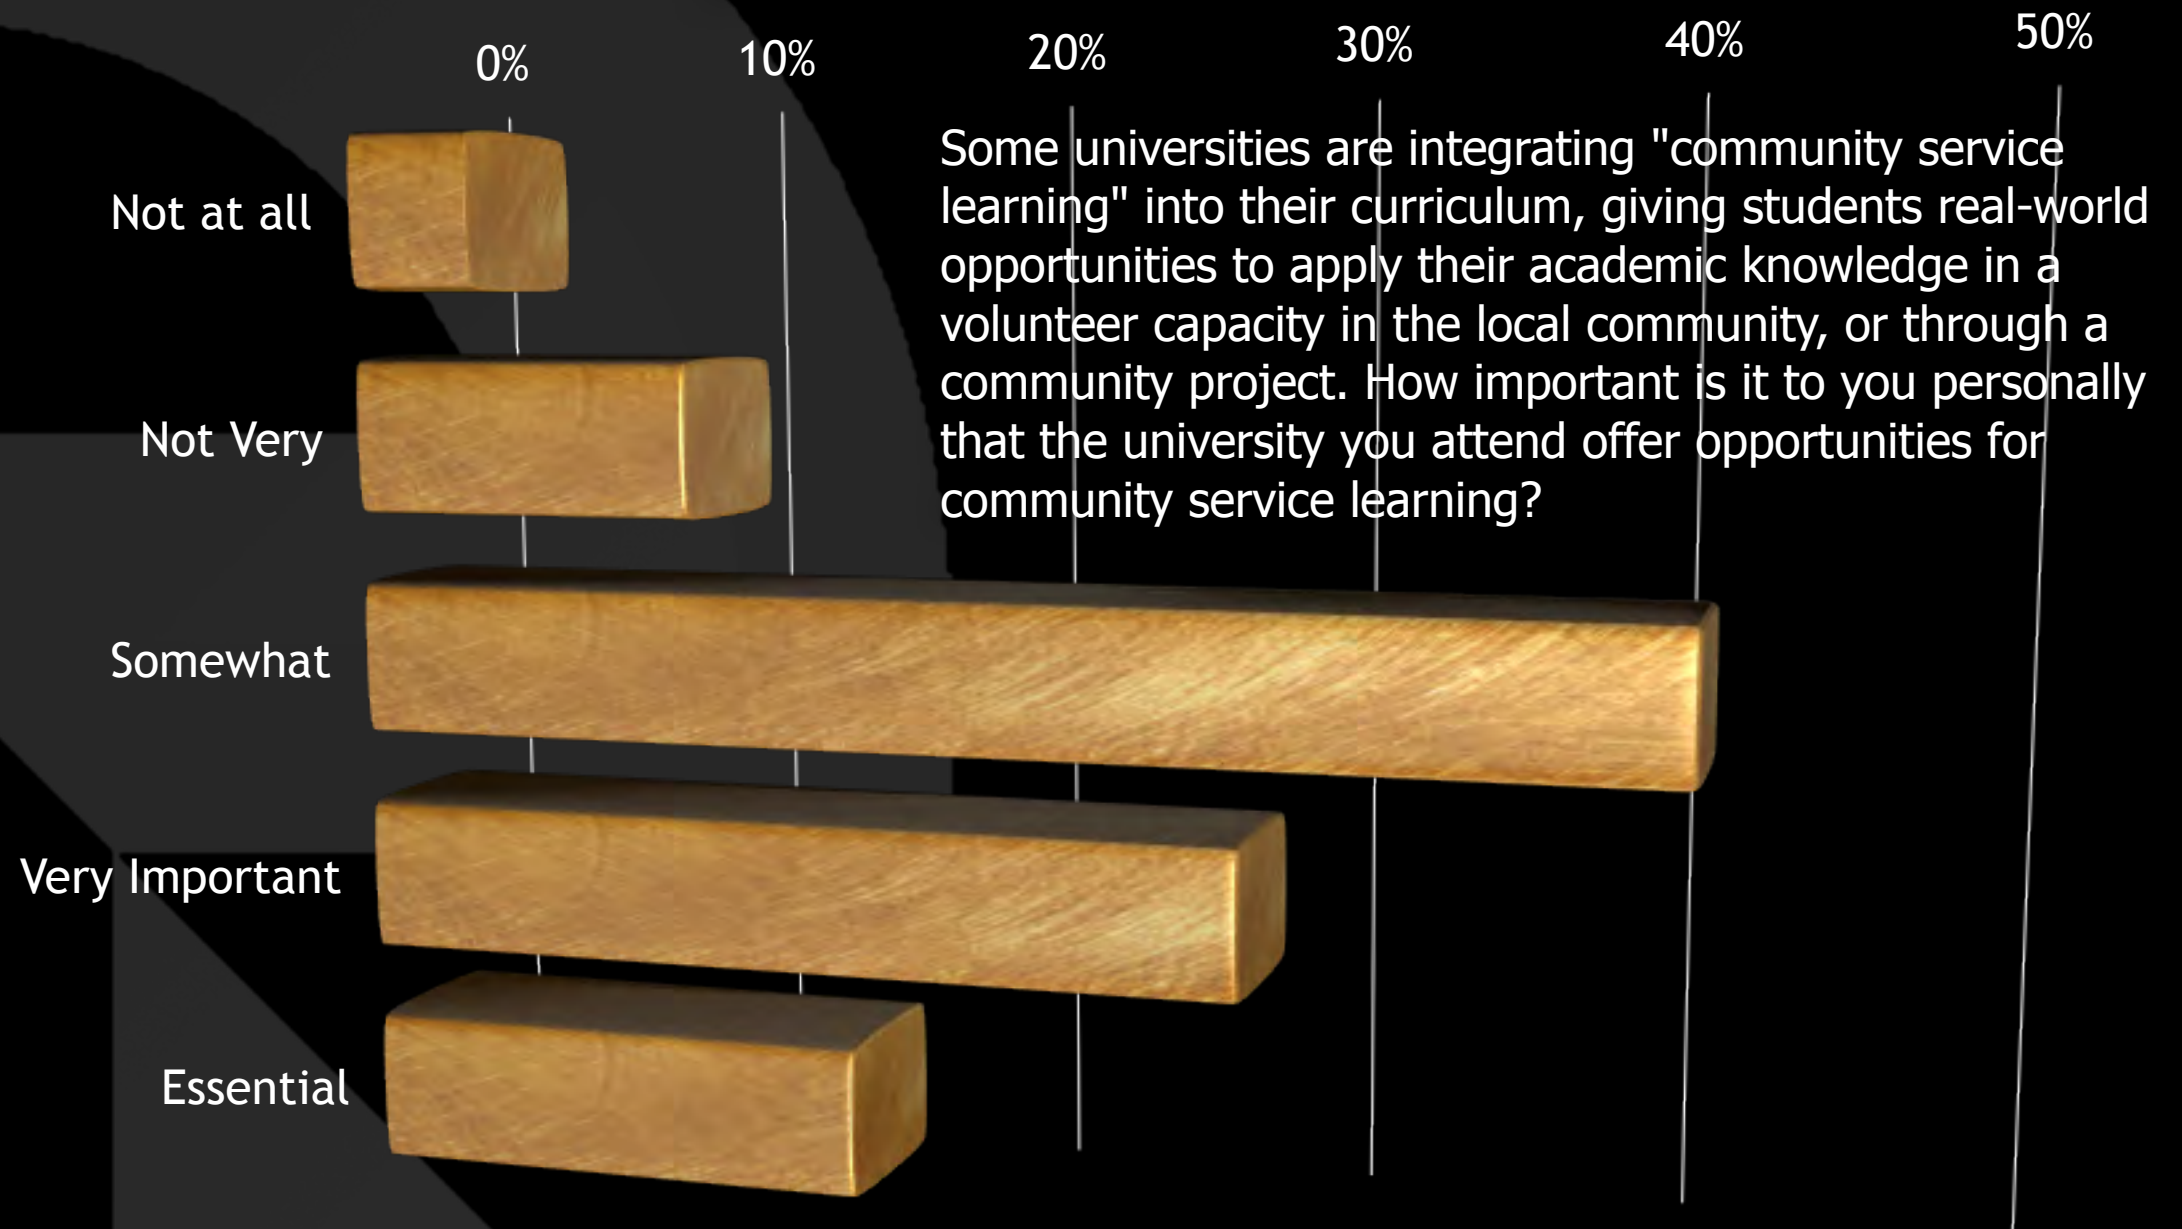 0% 10% 20% 30% 40% 50%
Some universities are integrating "community service
learning" into their curriculum, giving students real-world
opportunities to apply their academic knowledge in a
volunteer capacity in the local community, or through a
community project. How important is it to you personally
that the university you attend offer opportunities for
community service learning?
Not at all
Not Very
Somewhat
Very Important
Essential